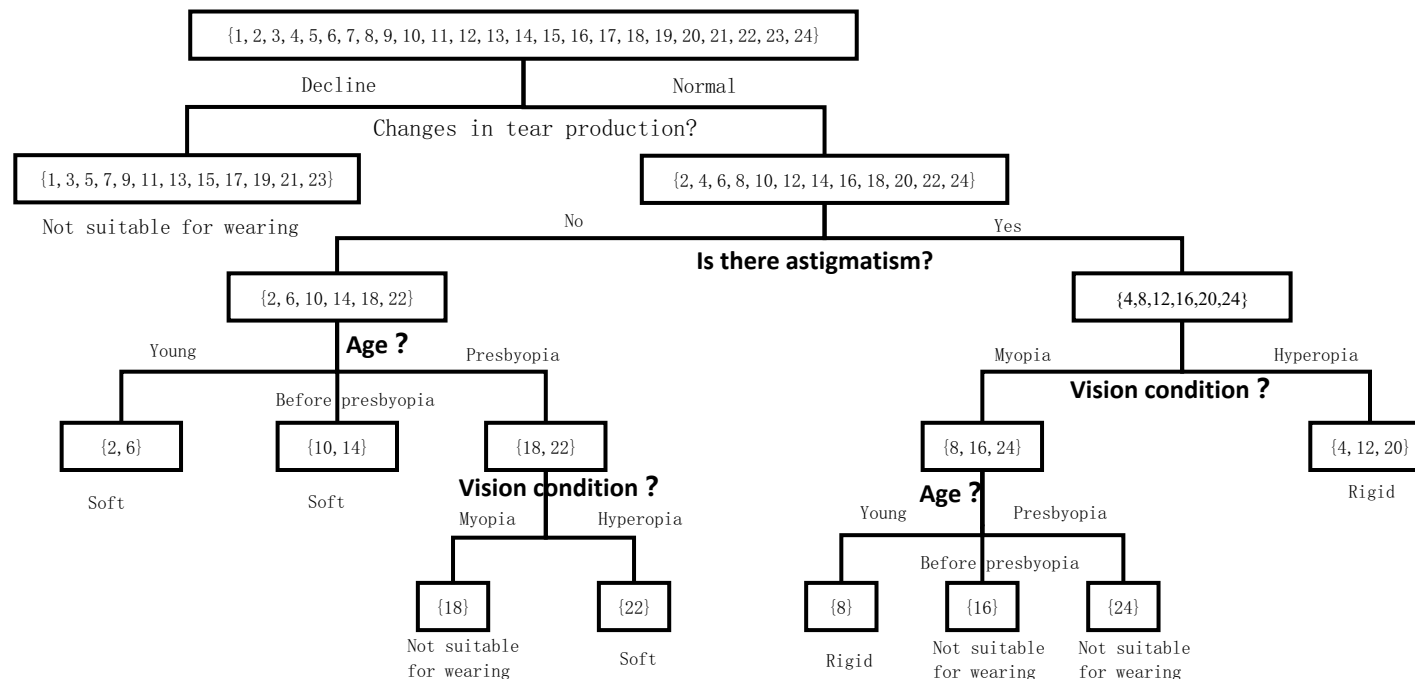 {1, 2, 3, 4, 5, 6, 7, 8, 9, 10, 11, 12, 13, 14, 15, 16, 17, 18, 19, 20, 21, 22, 23, 24}
Decline
Normal
Changes in tear production?
{1, 3, 5, 7, 9, 11, 13, 15, 17, 19, 21, 23}
{2, 4, 6, 8, 10, 12, 14, 16, 18, 20, 22, 24}
Not suitable for wearing
No
Yes
Is there astigmatism?
{2, 6, 10, 14, 18, 22}
{4,8,12,16,20,24}
Age ?
Young
Presbyopia
Before presbyopia
Myopia
Hyperopia
Vision condition ?
{2, 6}
{10, 14}
{18, 22}
{8, 16, 24}
{4, 12, 20}
Soft
Soft
Vision condition ?
Age ?
Rigid
Myopia
Hyperopia
Young
Presbyopia
Before presbyopia
{18}
{22}
{8}
{16}
{24}
Not suitable
for wearing
Soft
Rigid
Not suitable
for wearing
Not suitable
for wearing